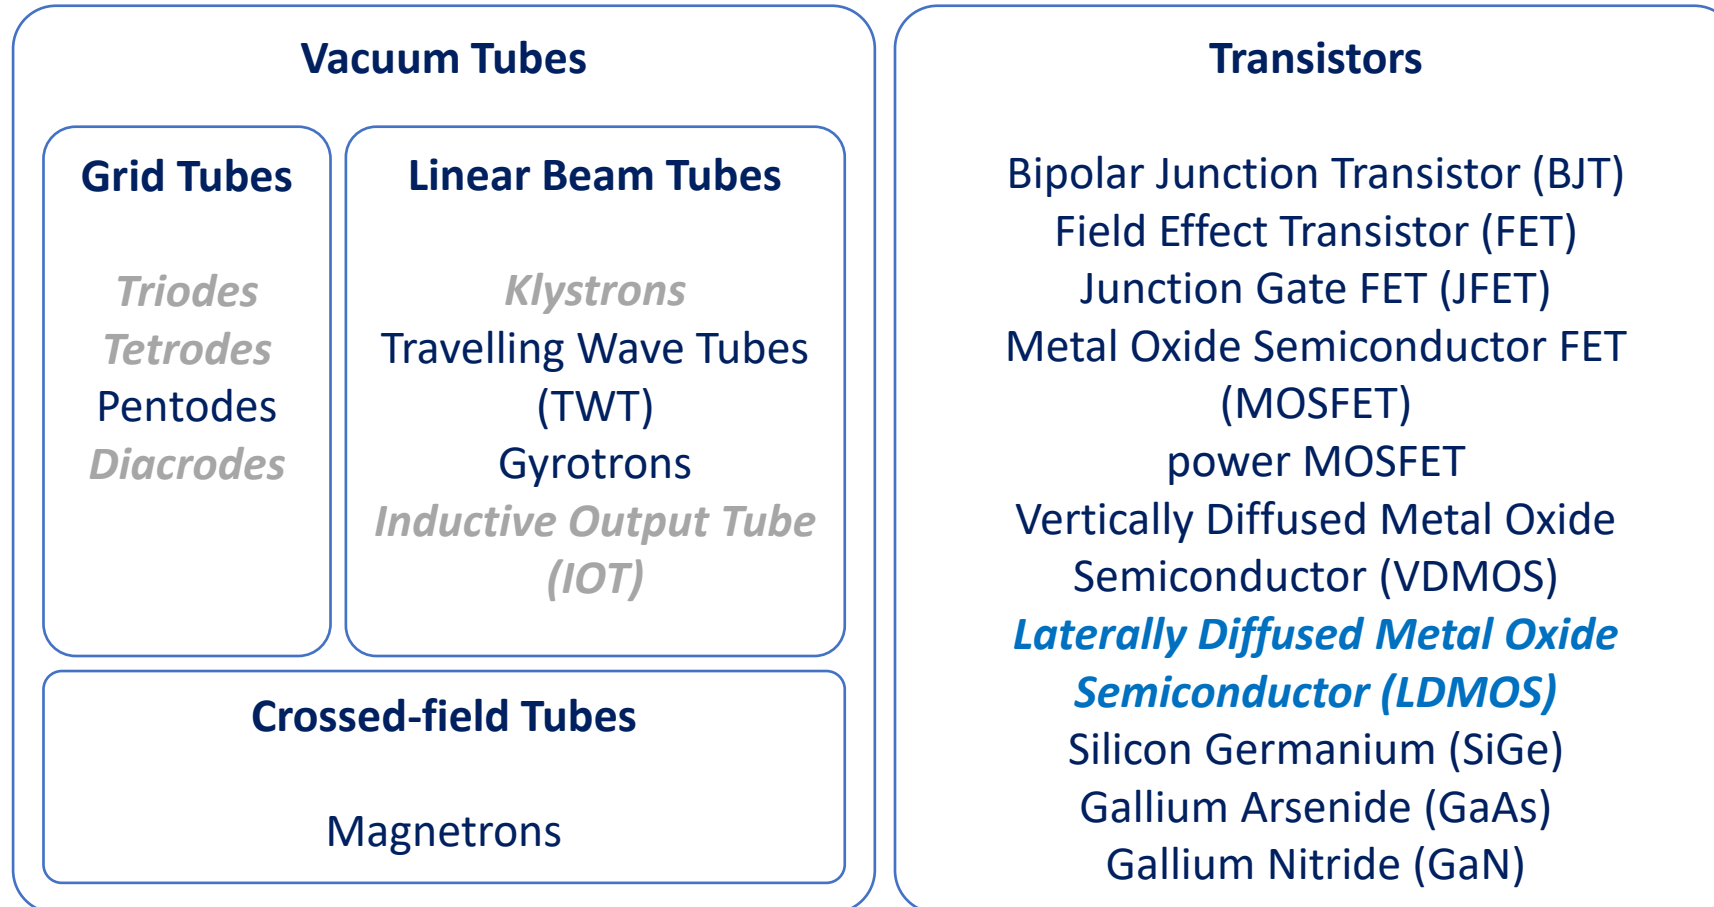 Vacuum Tubes
Grid Tubes
Triodes
Tetrodes
Pentodes
Diacrodes
Linear Beam Tubes
Klystrons
Travelling Wave Tubes
(TWT)
Gyrotrons
Inductive Output Tube
(IOT)
Crossed-field Tubes
Magnetrons
Transistors
Bipolar Junction Transistor (BJT)
Field Effect Transistor (FET)
Junction Gate FET (JFET)
Metal Oxide Semiconductor FET
(MOSFET)
power MOSFET
Vertically Diffused Metal Oxide
Semiconductor (VDMOS)
Laterally Diffused Metal Oxide
Semiconductor (LDMOS)
Silicon Germanium (SiGe)
Gallium Arsenide (GaAs)
Gallium Nitride (GaN)